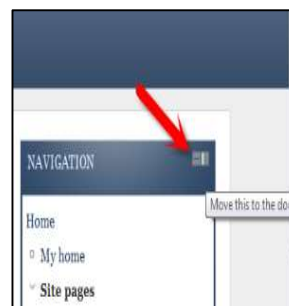 NAVIGATION
Move this to the do
Home
My home
Site pages